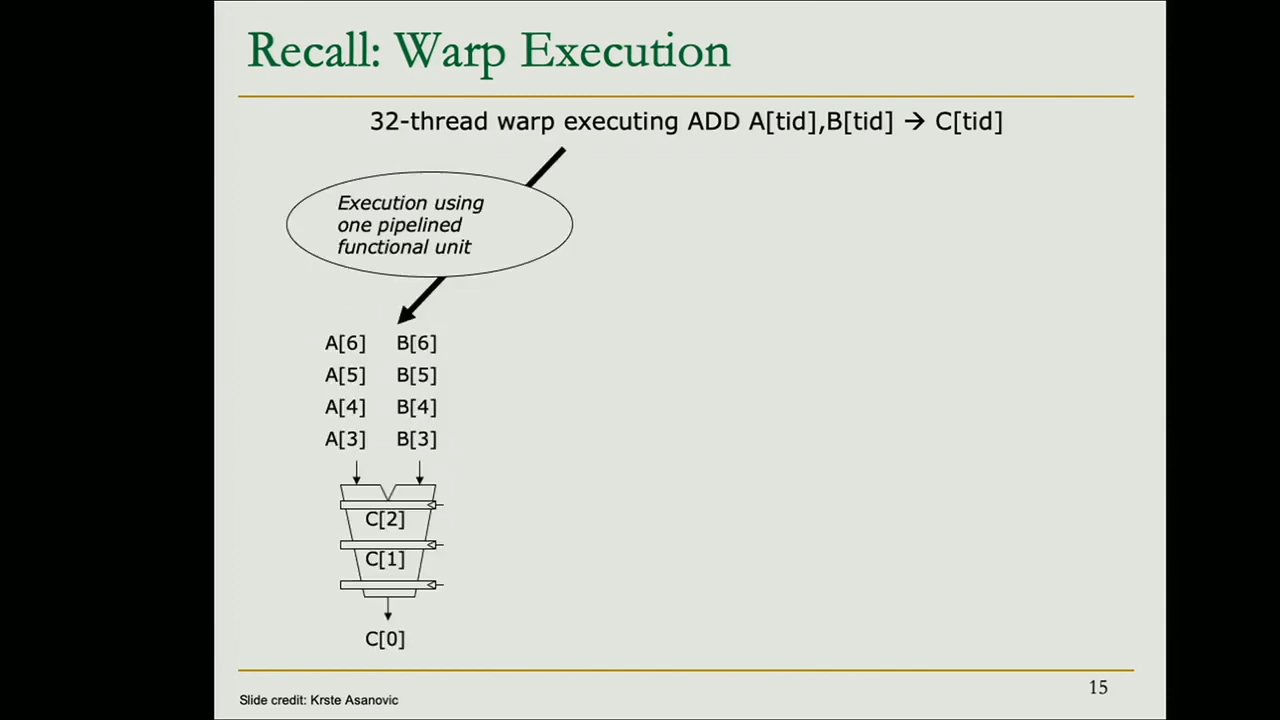 Recall: Warp Execution
32-thread warp executing ADD A[tid],B[tid] → C[tid]
Execution using
one pipelined
functional unit
A[6] B[6]
A[5] B[5]
A[4] B[4]
A[3] B[3]
C[2]
C[1]
C[0]
Slide credit: Krste Asanovic
15